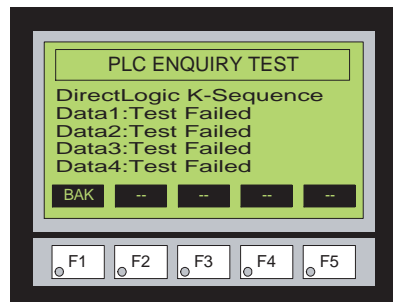 PLC ENQUIRY TEST
DirectLogic K-Sequence
Data1:Test Failed
Data2:Test Failed
Data3:Test Failed
Data4:Test Failed
BAK -- -- -- --
F1 F2 F3 F4 F5